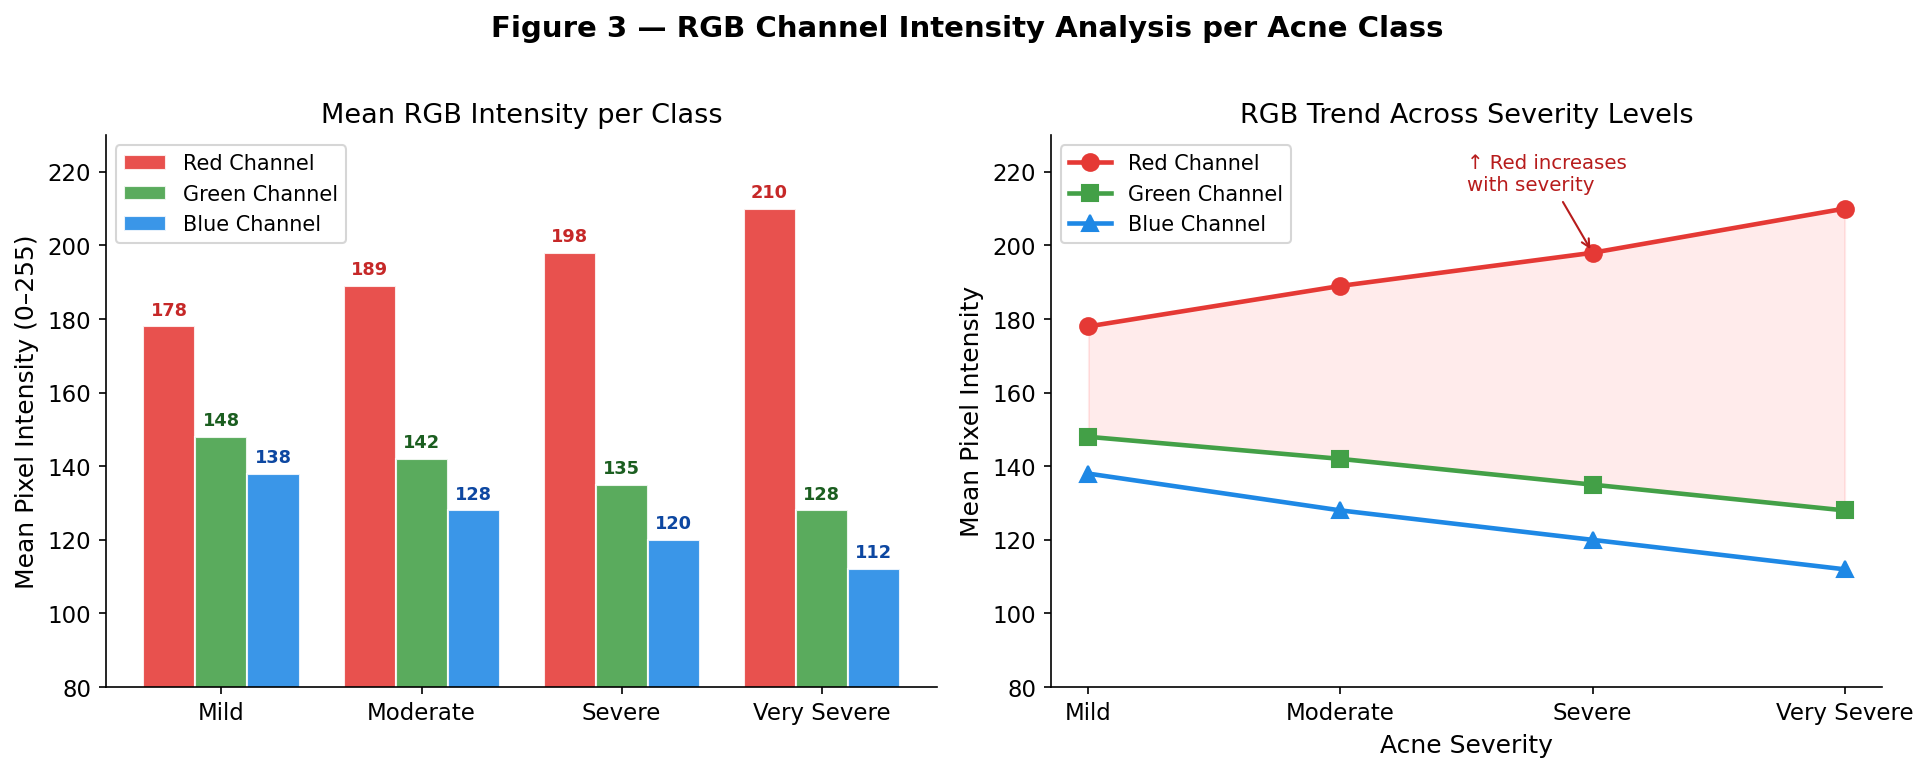 Figure 3 — RGB Channel Intensity Analysis per Acne Class
Mean RGB Intensity per Class
Mean Pixel Intensity (0–255)
220
200
180
160
140
120
100
80
Red Channel
Green Channel
Blue Channel
178
148
138
189
142
128
198
135
120
210
128
112
Mild
Moderate
Severe
Very Severe
RGB Trend Across Severity Levels
Mean Pixel Intensity
220
200
180
160
140
120
100
80
Red Channel
Green Channel
Blue Channel
↑ Red increases
with severity
Mild
Moderate
Severe
Very Severe
Acne Severity